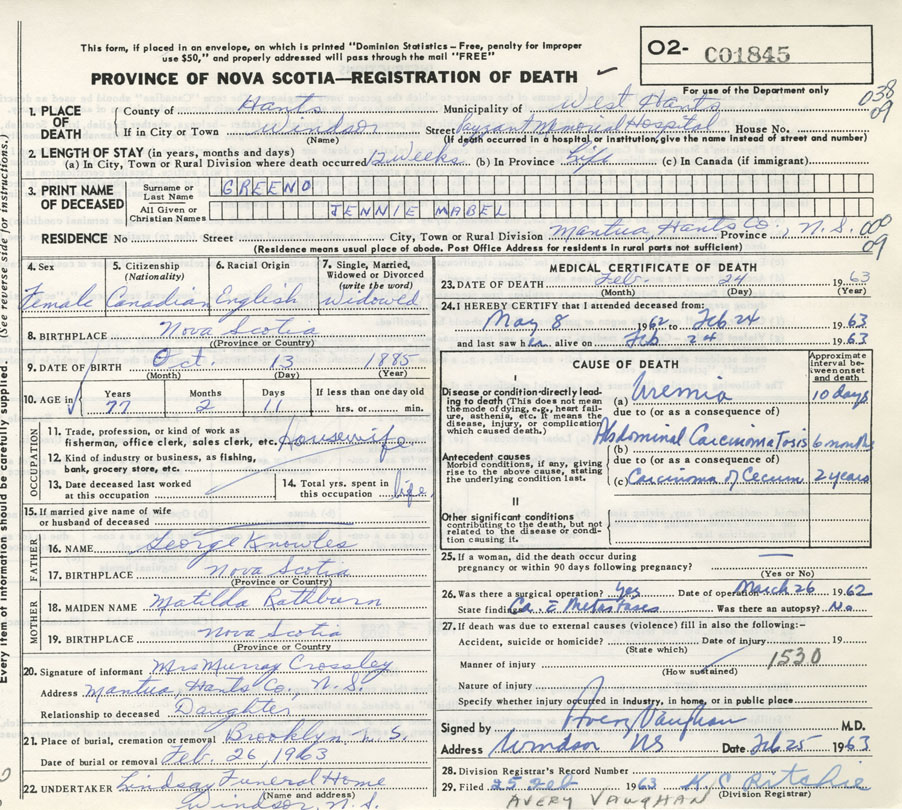 This form, if placed in an envelope, on which is printed "Dominion Statistics – Free, penalty for improper
use $50," and properly addressed will pass through the mail "FREE"
PROVINCE OF NOVA SCOTIA—REGISTRATION OF DEATH
O2- C01845
For use of the Department only
038
09
1. PLACE OF DEATH
County of Hants Municipality of West Hants
If in City or Town Windsor Street Payzant Memorial Hospital House No.
(Name) (If death occurred in a hospital or institution, give name instead of street and number)
2. LENGTH OF STAY (in years, months and days)
(a) In City, Town or Rural Division where death occurred 12 weeks (b) In Province Life (c) In Canada (if immigrant)
3. PRINT NAME OF DECEASED
Surname or Last Name GREENO
All Given or Christian Names JENNIE MABEL
RESIDENCE No Street City, Town or Rural Division Mantua, Hants Co., N.S. Province
(Residence means usual place of abode. Post Office Address for residents in rural parts not sufficient)
000
09
4. Sex Female
5. Citizenship (Nationality) Canadian
6. Racial Origin English
7. Single, Married, Widowed or Divorced (write the word) Widowed
8. BIRTHPLACE Nova Scotia
(Province or Country)
9. DATE OF BIRTH Oct. 13 1885
(Month) (Day) (Year)
10. AGE in Years 77 Months 2 Days 11 If less than one day old
hrs. or min.
OCCUPATION
11. Trade, profession, or kind of work as
fisherman, office clerk, sales clerk, etc. Housewife
12. Kind of industry or business, as fishing,
bank, grocery store, etc.
13. Date deceased last worked
at this occupation
14. Total yrs. spent in
this occupation life
15. If married give name of wife
or husband of deceased
FATHER
16. NAME George Knowles
17. BIRTHPLACE Nova Scotia
(Province or Country)
MOTHER
18. MAIDEN NAME Matilda Rathburn
19. BIRTHPLACE Nova Scotia
(Province or Country)
20. Signature of informant Mrs Murray Crossley
Address Mantua, Hants Co., N.S.
Relationship to deceased Daughter
21. Place of burial, cremation or removal Brooklyn N.S.
Date of burial or removal Feb. 26, 1963
22. UNDERTAKER Lindsay Funeral Home
(Name and address)
Windsor, N.S.
MEDICAL CERTIFICATE OF DEATH
23. DATE OF DEATH Feb. 24 1963
(Month) (Day) (Year)
24. I HEREBY CERTIFY that I attended deceased from:
May 8 1962 to Feb 24 1963
and last saw her alive on Feb 24 1963
CAUSE OF DEATH
Approximate interval between onset and death
I
Disease or condition directly leading to death (This does not mean the mode of dying, e.g., heart failure, asthenia, etc. It means the disease, injury, or complication which caused death.)
(a) Uremia 10 days
due to (or as a consequence of)
Antecedent causes
Morbid conditions, if any, giving rise to the above cause, stating the underlying condition last.
(b) Abdominal Carcinomatosis 6 months
due to (or as a consequence of)
(c) Carcinoma of Cecum 2 years
II
Other significant conditions
contributing to the death, but not related to the disease or condition causing it.
25. If a woman, did the death occur during
pregnancy or within 90 days following pregnancy? —
(Yes or No)
26. Was there a surgical operation? Yes Date of operation March 26 1962
State findings Ca. c̄ Metastases Was there an autopsy? No
27. If death was due to external causes (violence) fill in also the following:–
Accident, suicide or homicide? Date of injury 19
(State which)
Manner of injury 1530
(How sustained)
Nature of injury
Specify whether injury occurred in industry, in home, or in public place
Signed by Avery Vaughan M.D.
Address Windsor NS Date Feb 25 1963
28. Division Registrar's Record Number
29. Filed 25 Feb 1963 K C Ritchie
(Division Registrar)
AVERY VAUGHAN
Every item of information should be carefully supplied. (See reverse side for instructions.)